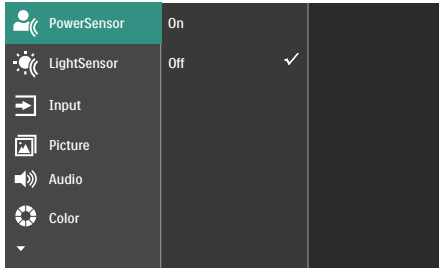 PowerSensor
On
LightSensor
Off
Input
Picture
Audio
Color